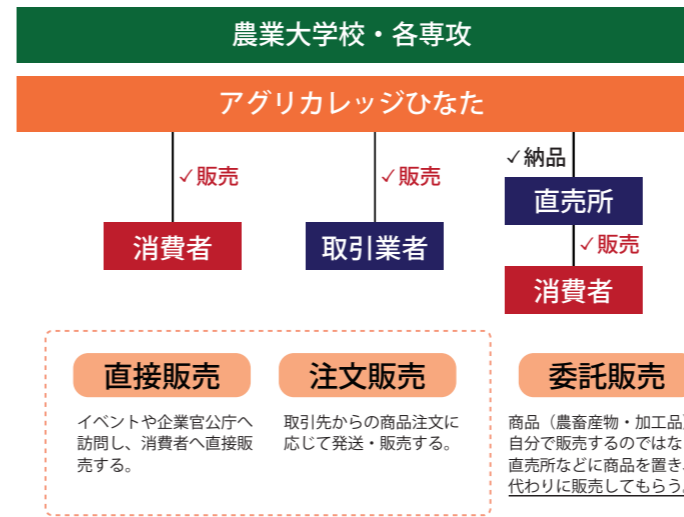 農業大学校・各専攻
アグリカレッジひなた
✓販売
✓販売
✓納品
直売所
✓販売
消費者
取引業者
消費者
直接販売
注文販売
委託販売
イベントや企業官公庁へ
訪問し、消費者へ直接販
売する。
取引先からの商品注文に
応じて発送・販売する。
商品（農畜産物・加工品）
自分で販売するのではな
直売所などに商品を置き、
代わりに販売してもらう。